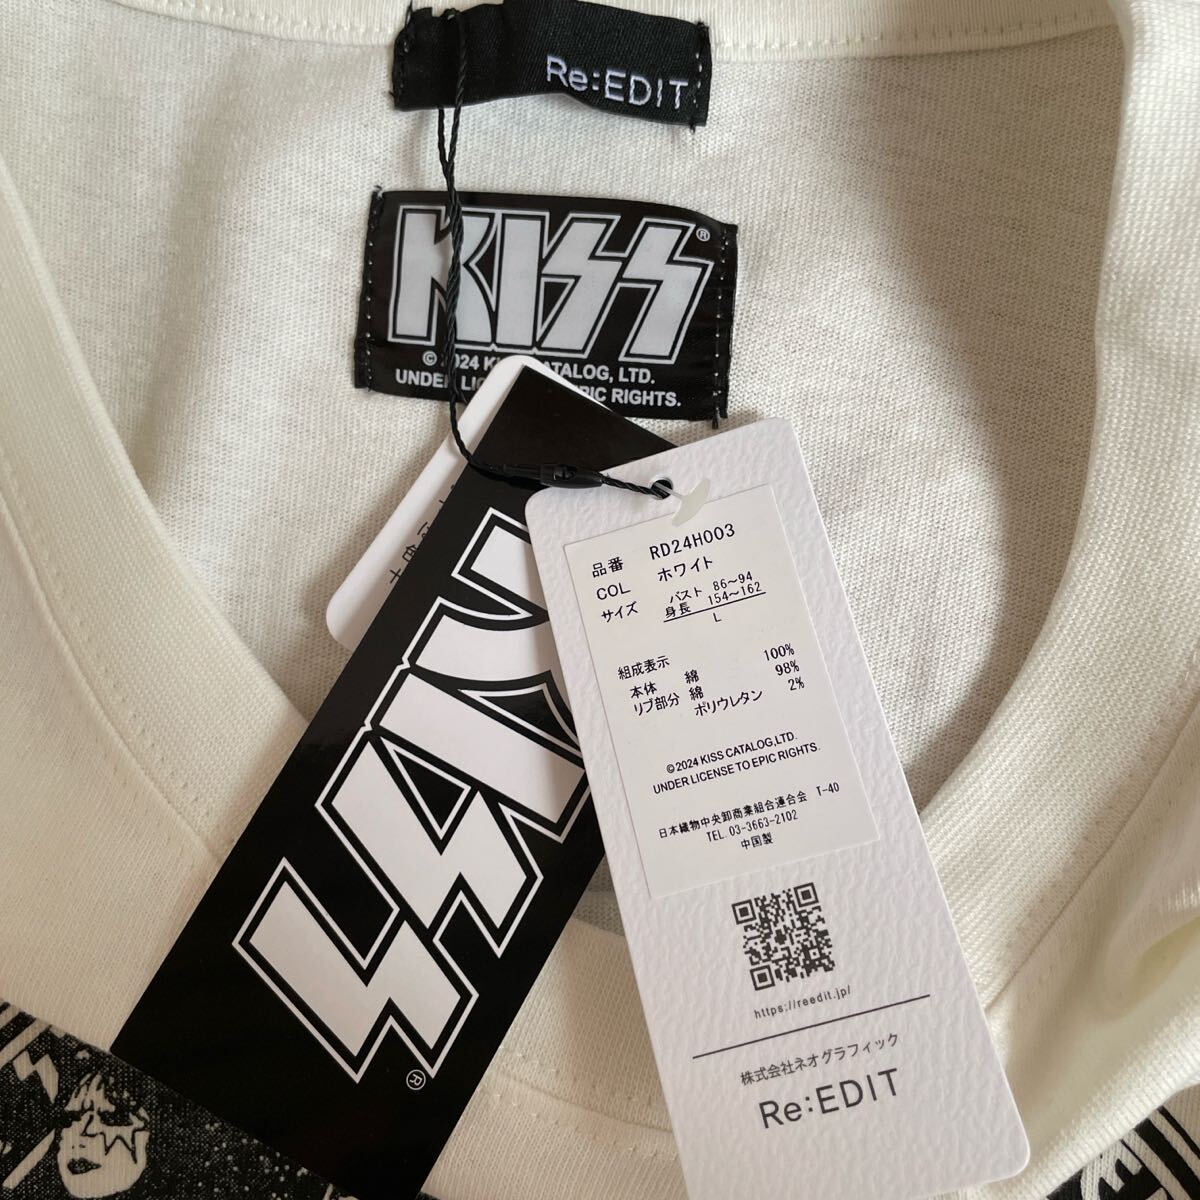 Re:EDIT
KISS®
© 2024 KISS CATALOG, LTD.
UNDER LICENSE EPIC RIGHTS.
KISS
®
品番 RD24H003
COL ホワイト
サイズ バスト 86～94
身長 154～162
L
組成表示
本体 綿 100%
リブ部分 綿 98%
ポリウレタン 2%
©2024 KISS CATALOG,LTD.
UNDER LICENSE TO EPIC RIGHTS.
日本織物中央卸商業組合連合会 T-40
TEL. 03-3663-2102
中国製
https://reedit.jp/
株式会社ネオグラフィック
Re:EDIT